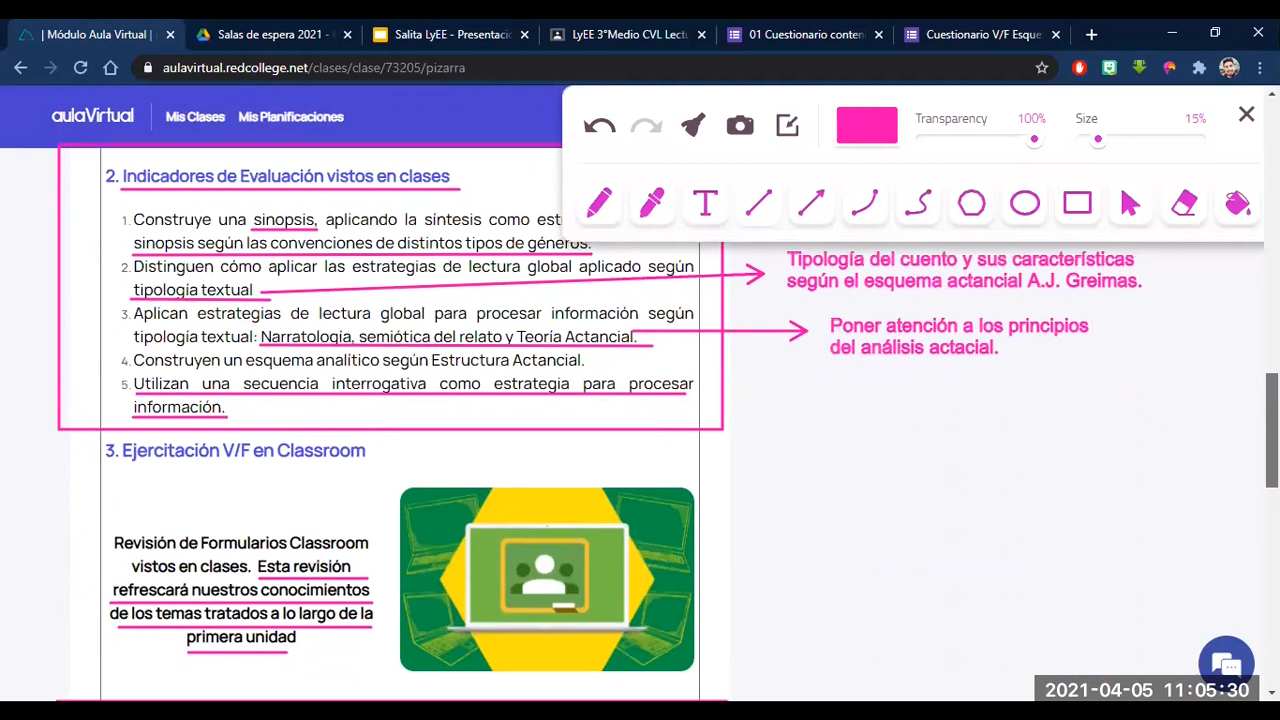 | Módulo Aula Virtual |
Salas de espera 2021 -
Salita LyEE - Presentacio
LyEE 3°Medio CVL Lectu
01 Cuestionario conten
Cuestionario V/F Esque
aulavirtual.redcollege.net/clases/clase/73205/pizarra
aulaVirtual
Mis Clases
Mis Planificaciones
Transparency 100%
Size 15%
2. Indicadores de Evaluación vistos en clases
1. Construye una sinopsis, aplicando la síntesis como est
sinopsis según las convenciones de distintos tipos de géneros.
2. Distinguen cómo aplicar las estrategias de lectura global aplicado según
tipología textual
3. Aplican estrategias de lectura global para procesar información según
tipología textual: Narratología, semiótica del relato y Teoría Actancial.
4. Construyen un esquema analítico según Estructura Actancial.
5. Utilizan una secuencia interrogativa como estrategia para procesar
información.
Tipología del cuento y sus características
según el esquema actancial A.J. Greimas.
Poner atención a los principios
del análisis actacial.
3. Ejercitación V/F en Classroom
Revisión de Formularios Classroom
vistos en clases. Esta revisión
refrescará nuestros conocimientos
de los temas tratados a lo largo de la
primera unidad
2021-04-05 11:05:30